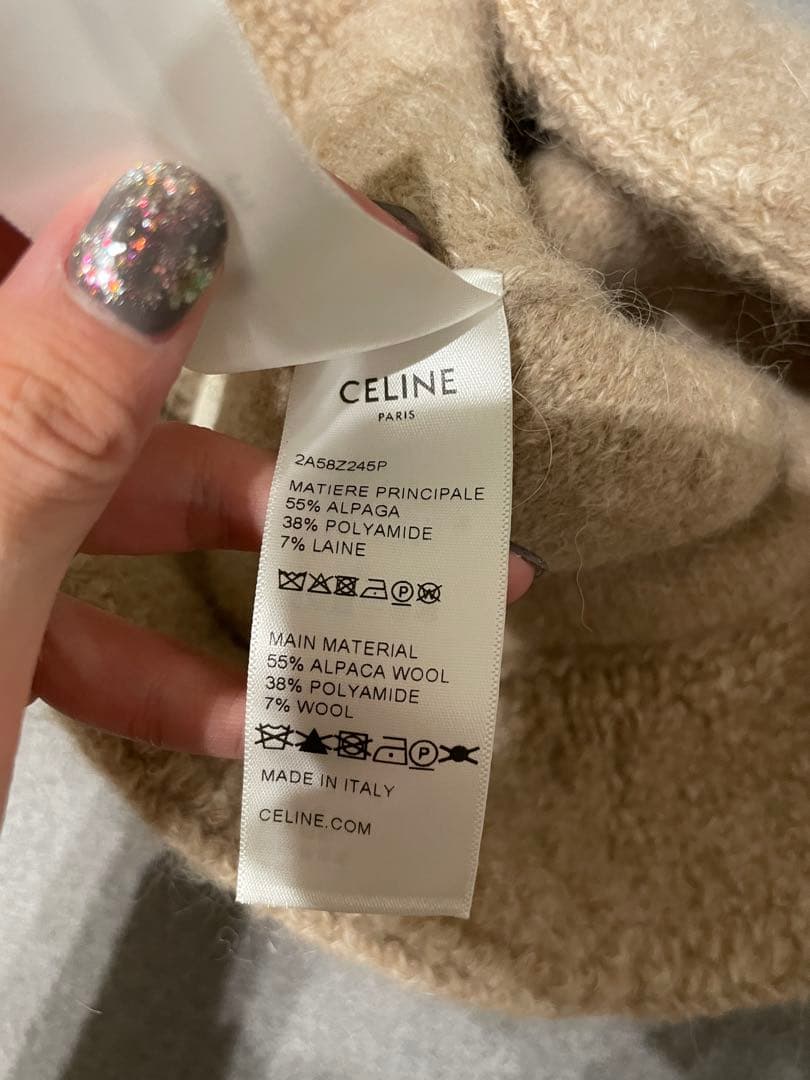 CELINE
PARIS
2A58Z245P
MATIERE PRINCIPALE
55% ALPAGA
38% POLYAMIDE
7% LAINE
MAIN MATERIAL
55% ALPACA WOOL
38% POLYAMIDE
7% WOOL
MADE IN ITALY
CELINE.COM